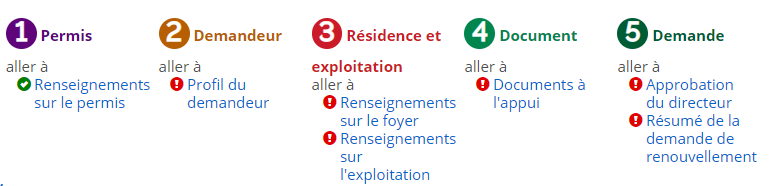 1 Permis
aller à
Renseignements
sur le permis
2 Demandeur
aller à
Profil du
demandeur
3 Résidence et
exploitation
aller à
Renseignements
sur le foyer
Renseignements
sur
l'exploitation
4 Document
aller à
Documents à
l'appui
5 Demande
aller à
Approbation
du directeur
Résumé de la
demande de
renouvellement